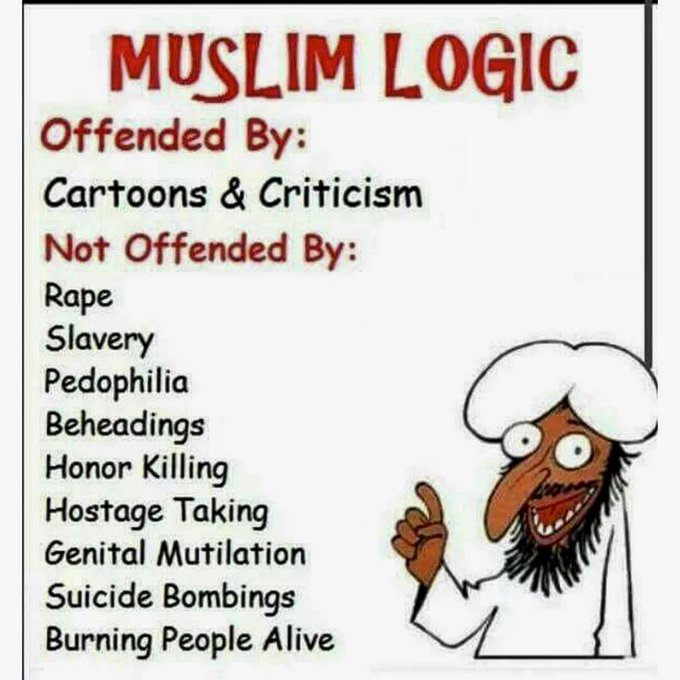 MUSLIM LOGIC
Offended By:
Cartoons & Criticism
Not Offended By:
Rape
Slavery
Pedophilia
Beheadings
Honor Killing
Hostage Taking
Genital Mutilation
Suicide Bombings
Burning People Alive